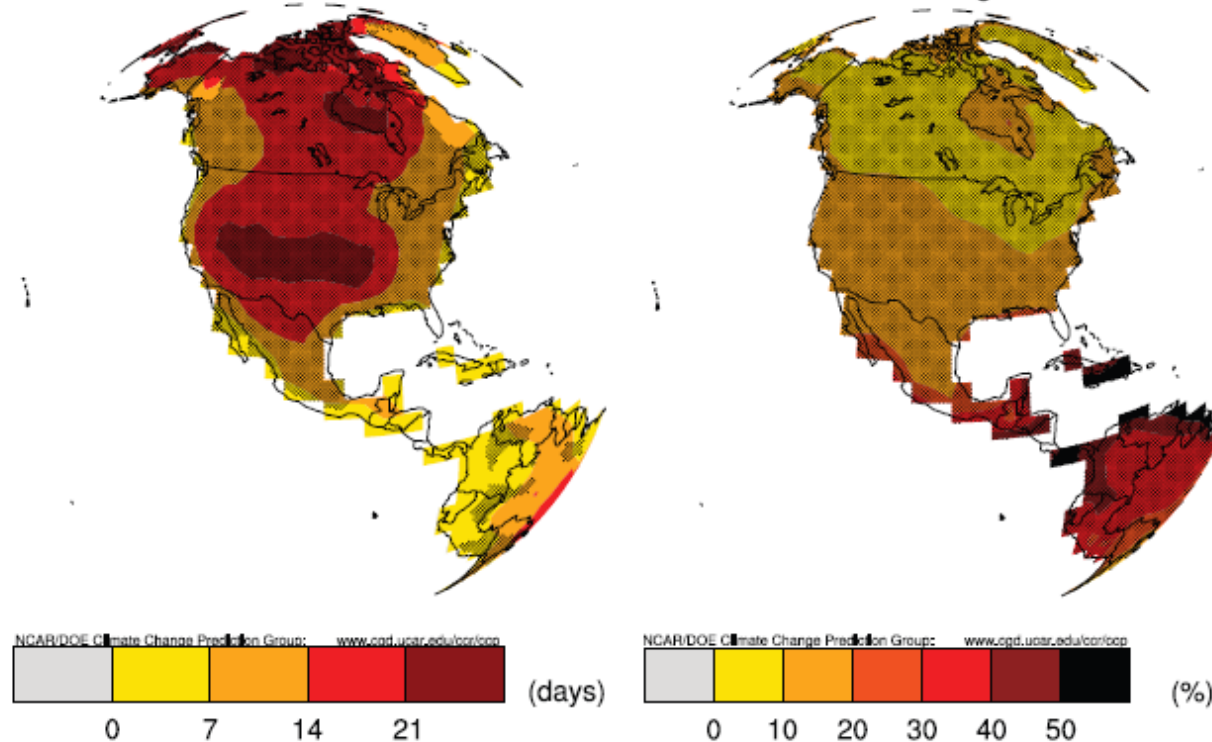 NCAR/DOE Climate Change Prediction Group: www.cgd.ucar.edu/ccr/ccp
0 7 14 21 (days)
NCAR/DOE Climate Change Prediction Group: www.cgd.ucar.edu/ccr/ccp
0 10 20 30 40 50 (%)